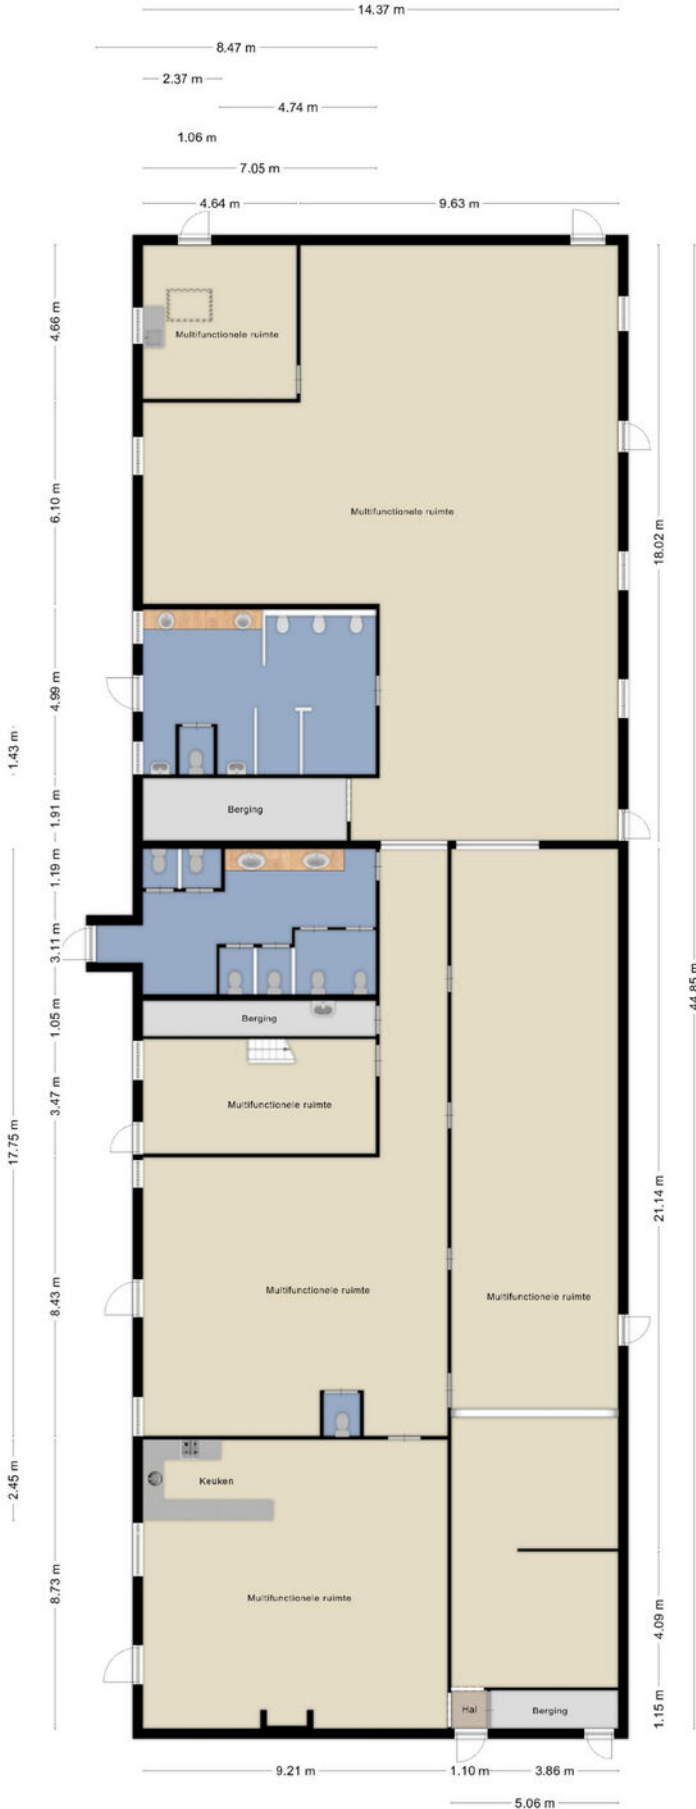 14.37 m
8.47 m
2.37 m
4.74 m
1.06 m
7.05 m
4.64 m
9.63 m
4.66 m
Multifunctionele ruimte
6.10 m
Multifunctionele ruimte
18.02 m
4.99 m
1.43 m
1.91 m
Berging
1.19 m
3.11 m
44.85 m
1.05 m
Berging
3.47 m
Multifunctionele ruimte
17.75 m
21.14 m
8.43 m
Multifunctionele ruimte
Multifunctionele ruimte
2.45 m
Keuken
8.73 m
Multifunctionele ruimte
4.09 m
1.15 m
Hal
Berging
9.21 m
1.10 m
3.86 m
5.06 m